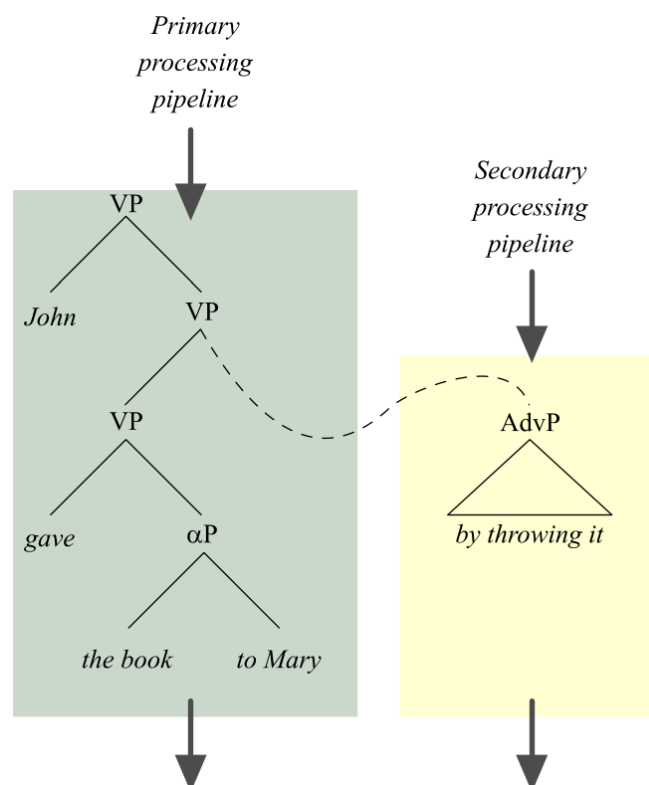 Primary
processing
pipeline
Secondary
processing
pipeline
VP
John
VP
VP
AdvP
gave
αP
by throwing it
the book
to Mary